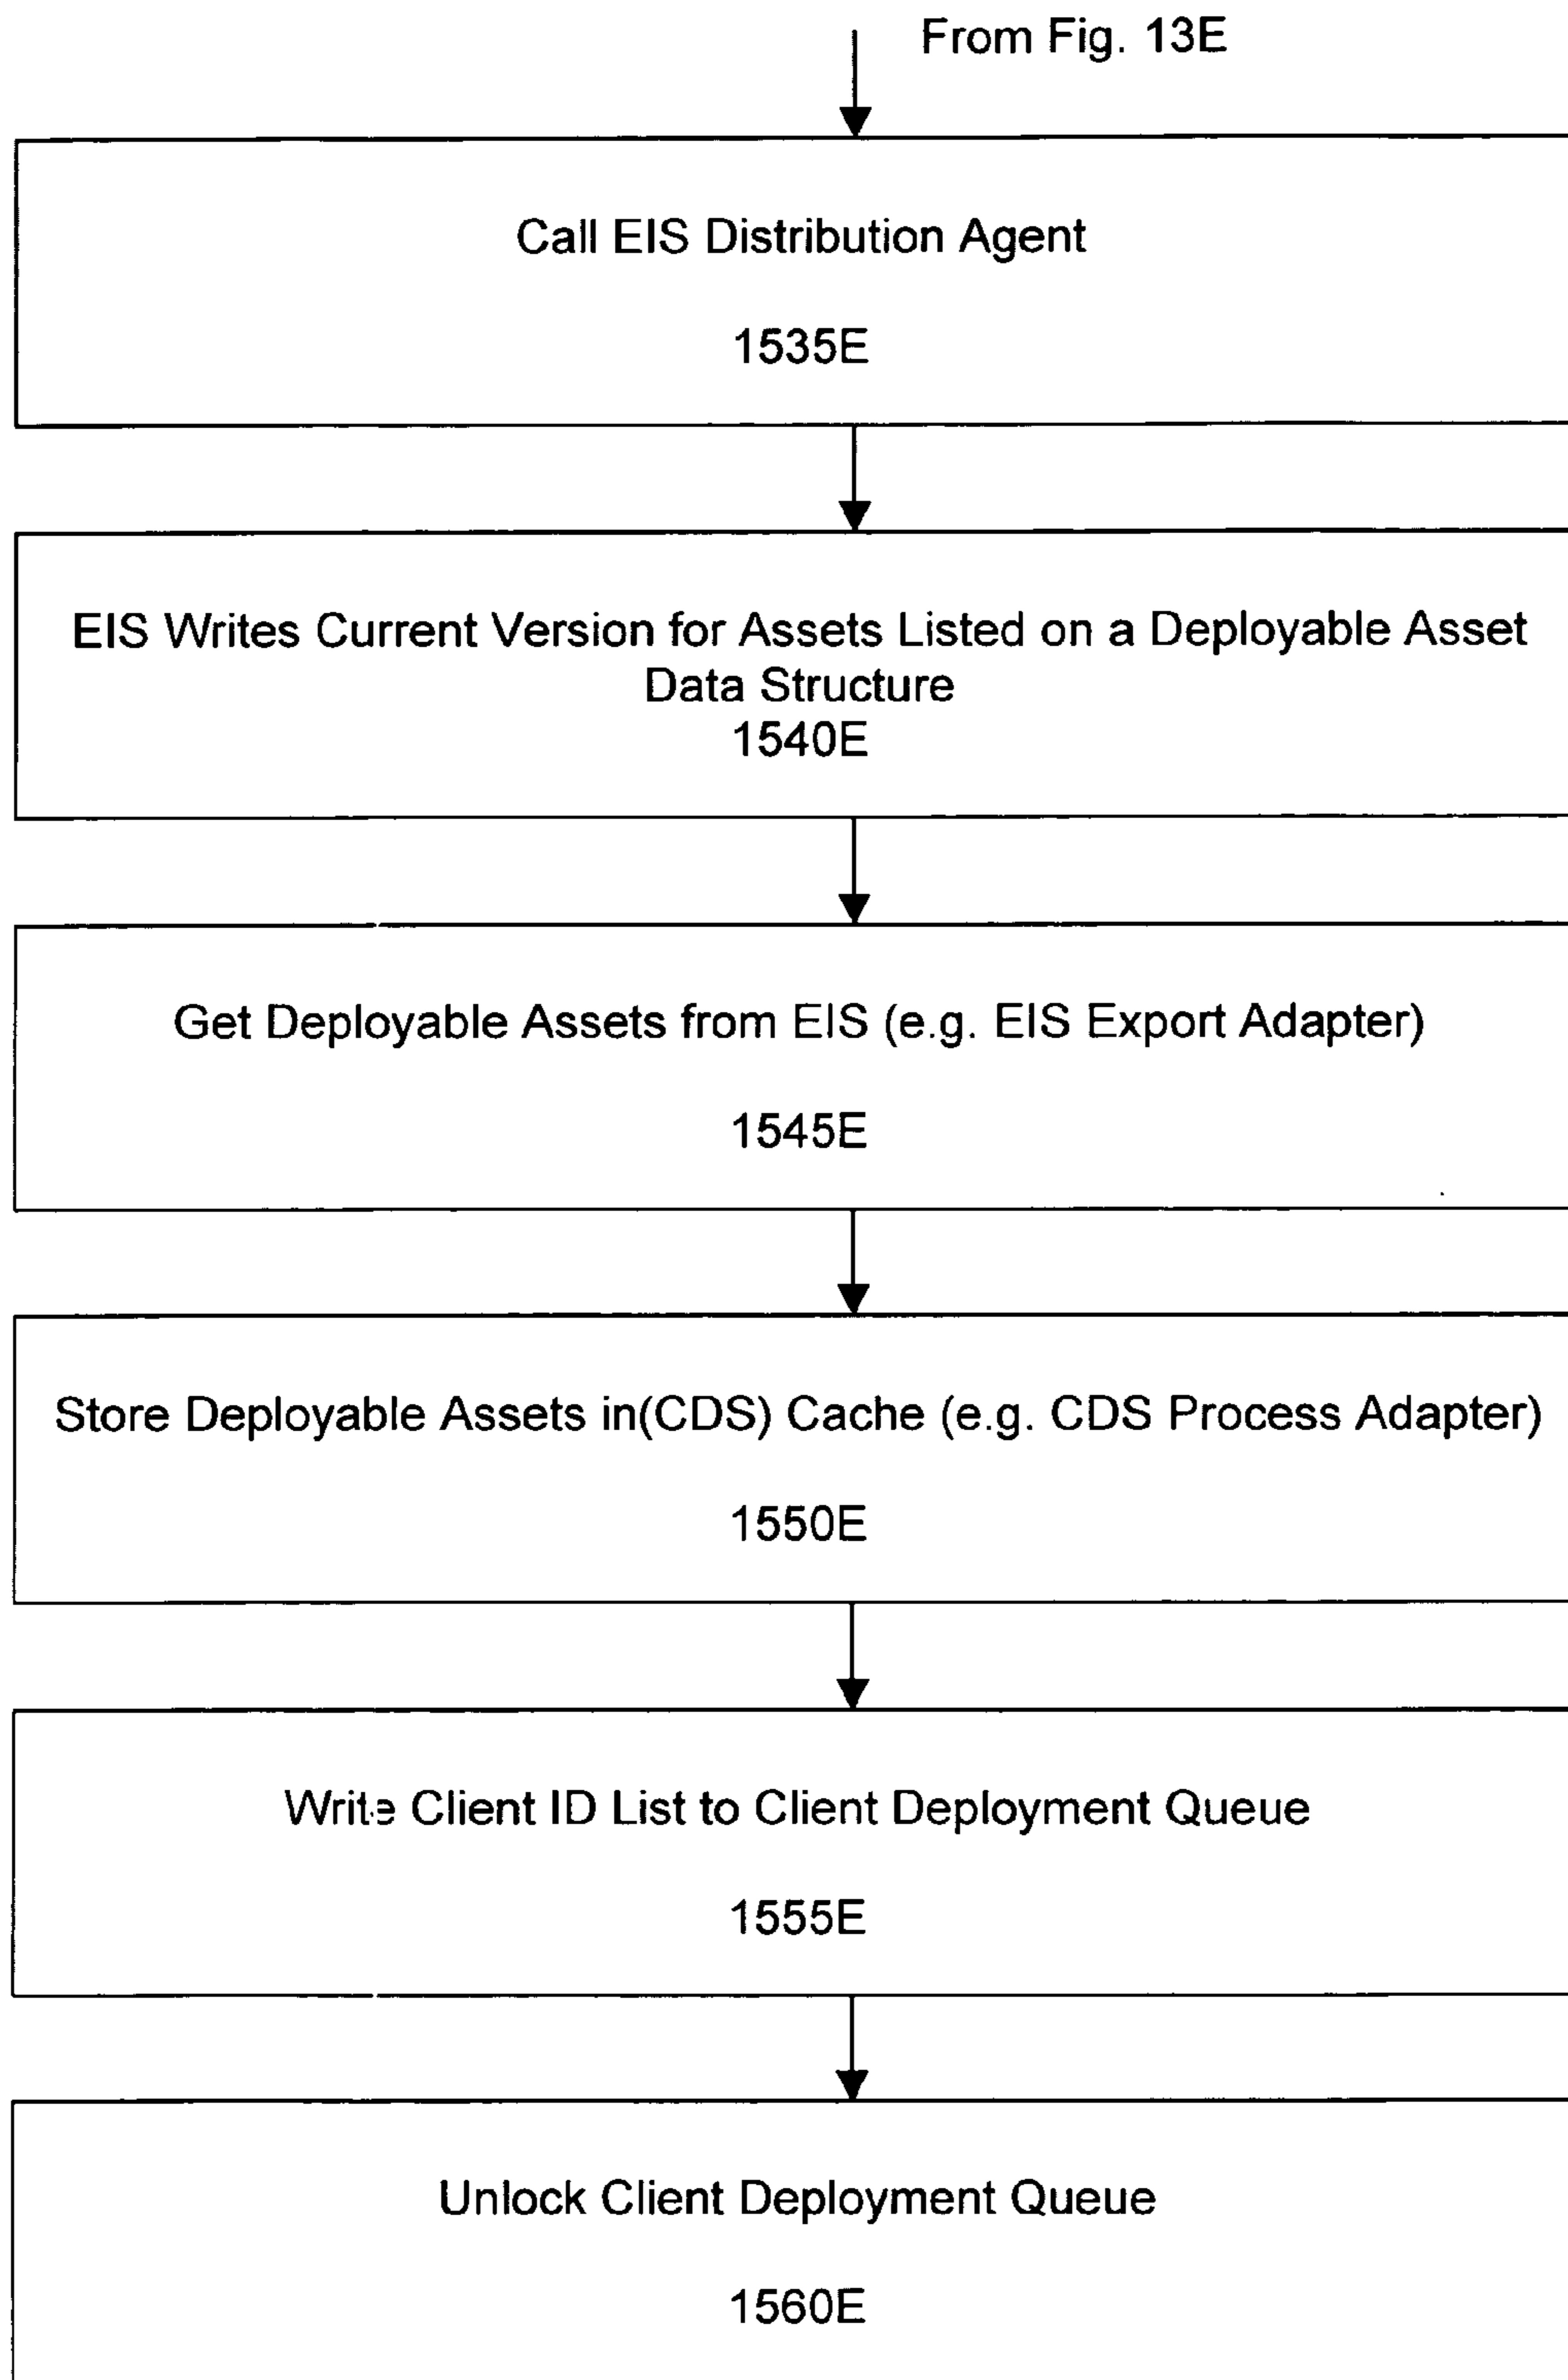 From Fig. 13E
Call EIS Distribution Agent
1535E
EIS Writes Current Version for Assets Listed on a Deployable Asset
Data Structure
1540E
Get Deployable Assets from EIS (e.g. EIS Export Adapter)
1545E
Store Deployable Assets in(CDS) Cache (e.g. CDS Process Adapter)
1550E
Write Client ID List to Client Deployment Queue
1555E
Unlock Client Deployment Queue
1560E